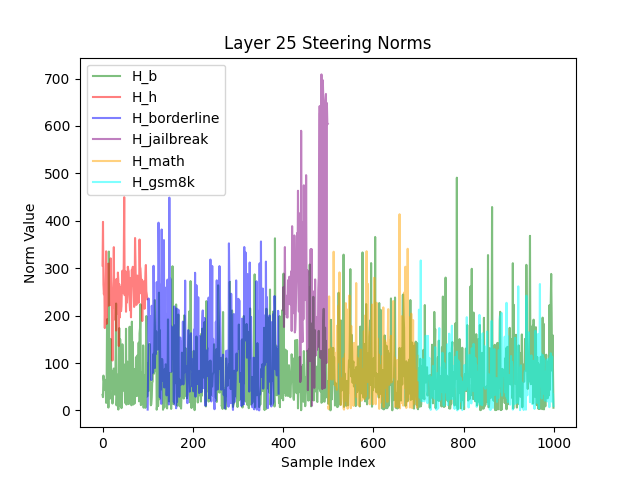 Layer 25 Steering Norms
H_b
H_h
H_borderline
H_jailbreak
H_math
H_gsm8k
Norm Value
700
600
500
400
300
200
100
0
0 200 400 600 800 1000
Sample Index